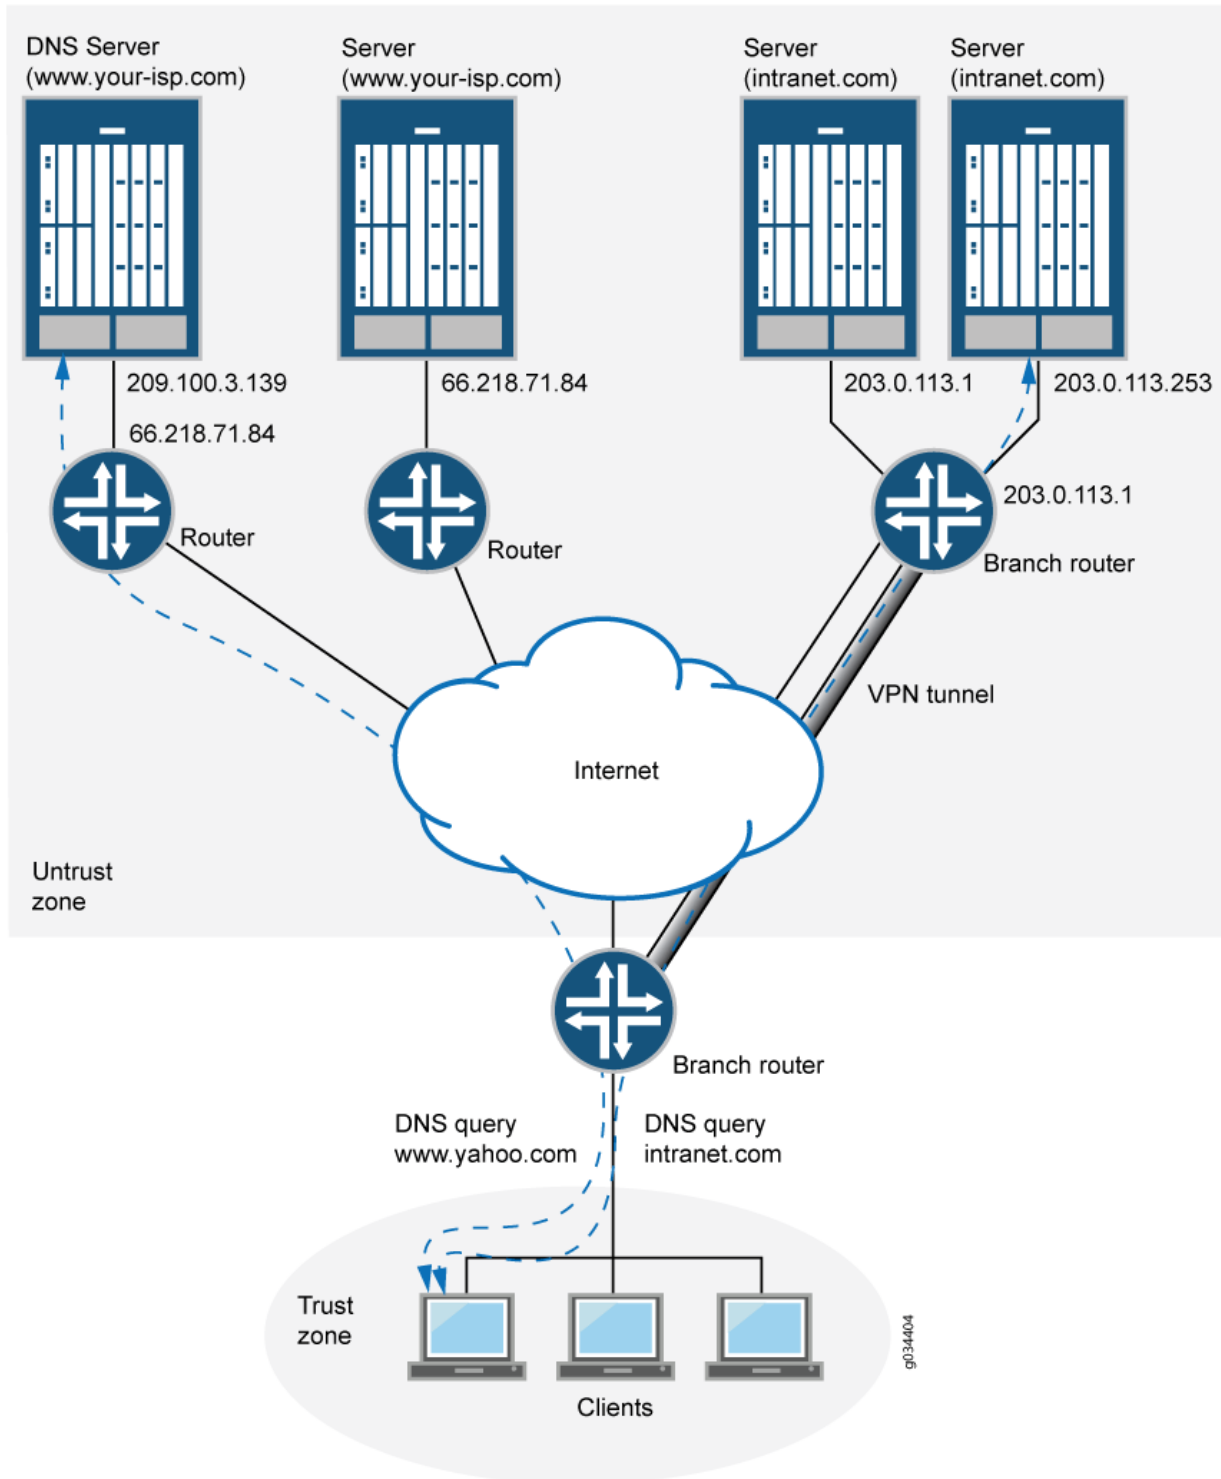 DNS Server
(www.your-isp.com)
Server
(www.your-isp.com)
Server
(intranet.com)
Server
(intranet.com)
209.100.3.139
66.218.71.84
203.0.113.1
203.0.113.253
66.218.71.84
203.0.113.1
Router
Router
Branch router
VPN tunnel
Internet
Untrust
zone
Branch router
DNS query
www.yahoo.com
DNS query
intranet.com
Trust
zone
Clients
g034404